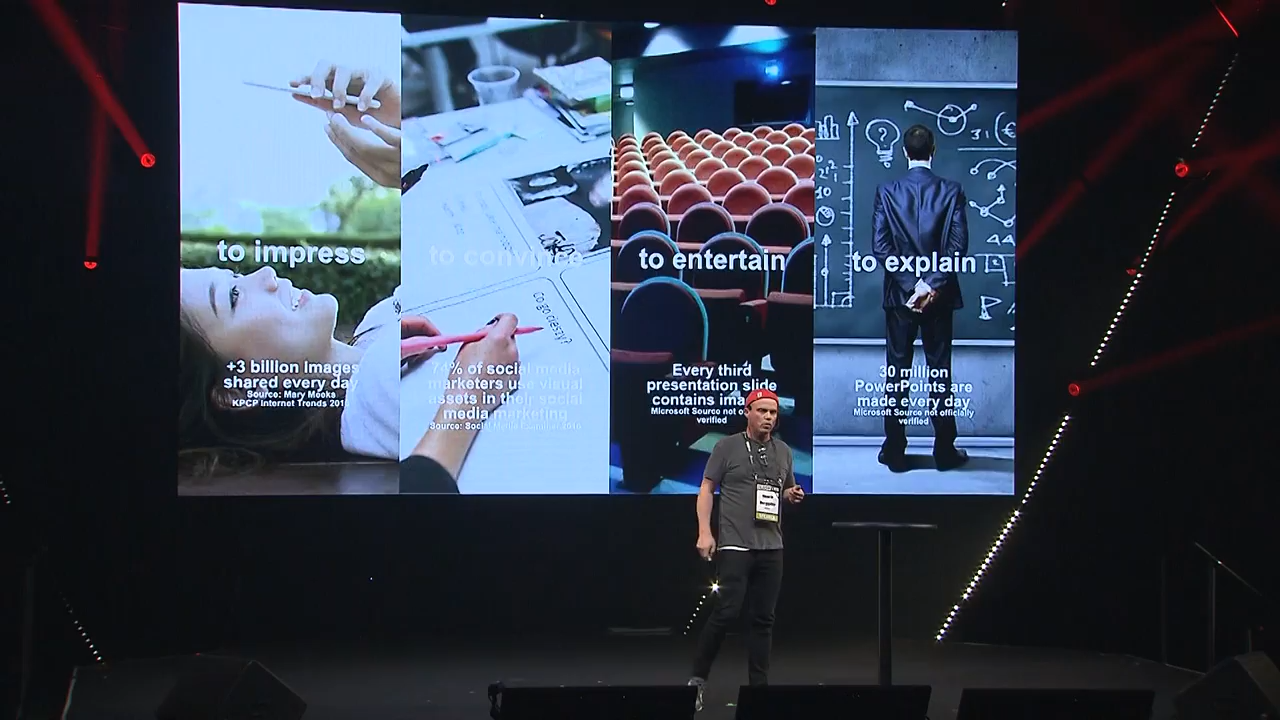 to impress
+3 billion Images
shared every day
Source: Mary Meeks
KPCP Internet Trends 201
to convince
Co go cieszy?
74% of social media
marketers use visual
assets in their social
media marketing
Source: Social Media Examiner 2016
to entertain
Every third
presentation slide
contains ima
Microsoft Source not o
verified
to explain
30 million
PowerPoints are
made every day
Microsoft Source not officially
verified